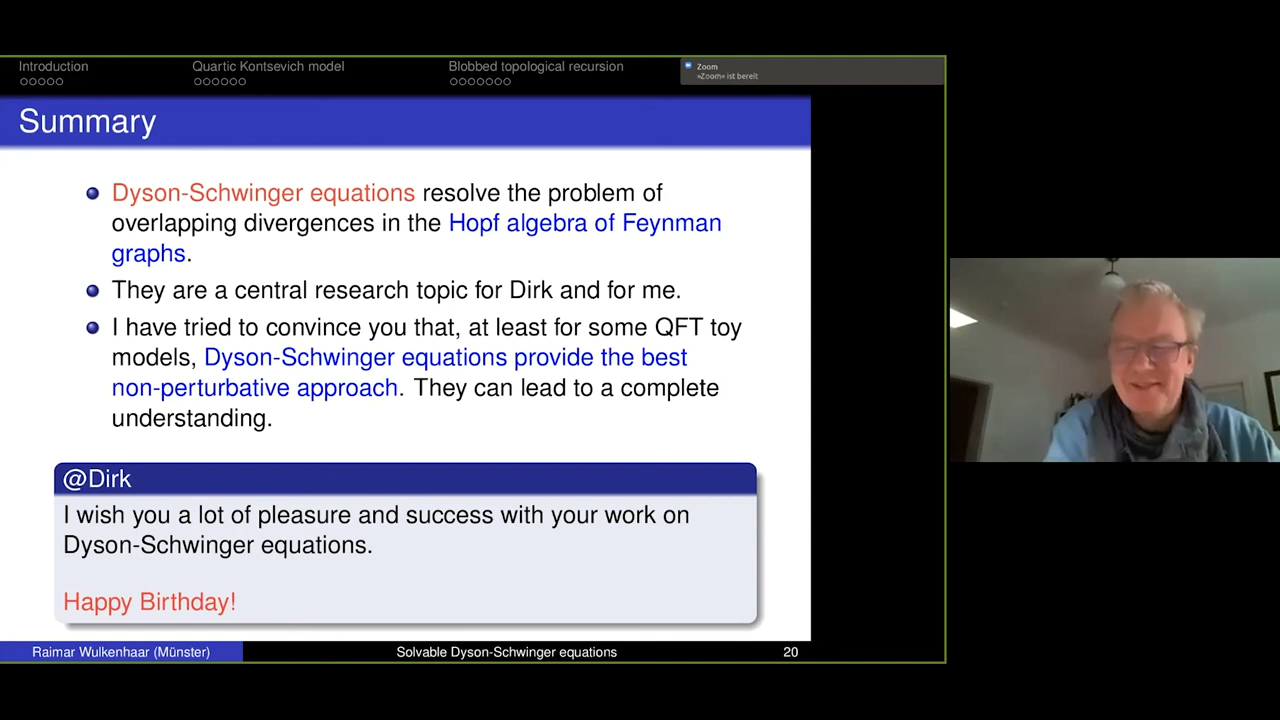 Introduction
Quartic Kontsevich model
Blobbed topological recursion
Zoom
»Zoom« ist bereit
Summary
Dyson-Schwinger equations resolve the problem of
overlapping divergences in the Hopf algebra of Feynman
graphs.
They are a central research topic for Dirk and for me.
I have tried to convince you that, at least for some QFT toy
models, Dyson-Schwinger equations provide the best
non-perturbative approach. They can lead to a complete
understanding.
@Dirk
I wish you a lot of pleasure and success with your work on
Dyson-Schwinger equations.
Happy Birthday!
Raimar Wulkenhaar (Münster)
Solvable Dyson-Schwinger equations
20